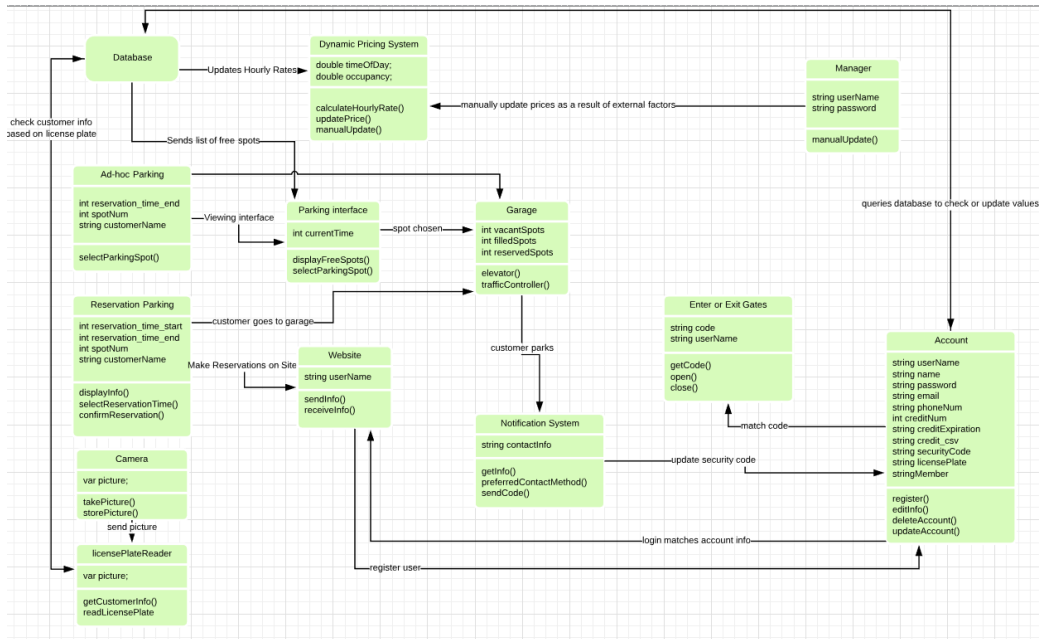 Database
Updates Hourly Rates
Dynamic Pricing System
double timeOfDay;
double occupancy;
calculateHourlyRate()
updatePrice()
manualUpdate()
manually update prices as a result of external factors
Manager
string userName
string password
manualUpdate()
check customer info
based on license plate
Sends list of free spots
queries database to check or update values
Ad-hoc Parking
int reservation_time_end
int spotNum
string customerName
selectParkingSpot()
Viewing interface
Parking interface
int currentTime
displayFreeSpots()
selectParkingSpot()
spot chosen
Garage
int vacantSpots
int filledSpots
int reservedSpots
elevator()
trafficController()
Reservation Parking
int reservation_time_start
int reservation_time_end
int spotNum
string customerName
displayInfo()
selectReservationTime()
confirmReservation()
customer goes to garage
Make Reservations on Site
Website
string userName
sendInfo()
receiveInfo()
customer parks
Enter or Exit Gates
string code
string userName
getCode()
open()
close()
match code
Account
string userName
string name
string password
string email
string phoneNum
int creditNum
string creditExpiration
string credit_csv
string securityCode
string licensePlate
stringMember
register()
editInfo()
deleteAccount()
updateAccount()
Notification System
string contactInfo
getInfo()
preferredContactMethod()
sendCode()
update security code
Camera
var picture;
takePicture()
storePicture()
send picture
licensePlateReader
var picture;
getCustomerInfo()
readLicensePlate
login matches account info
register user